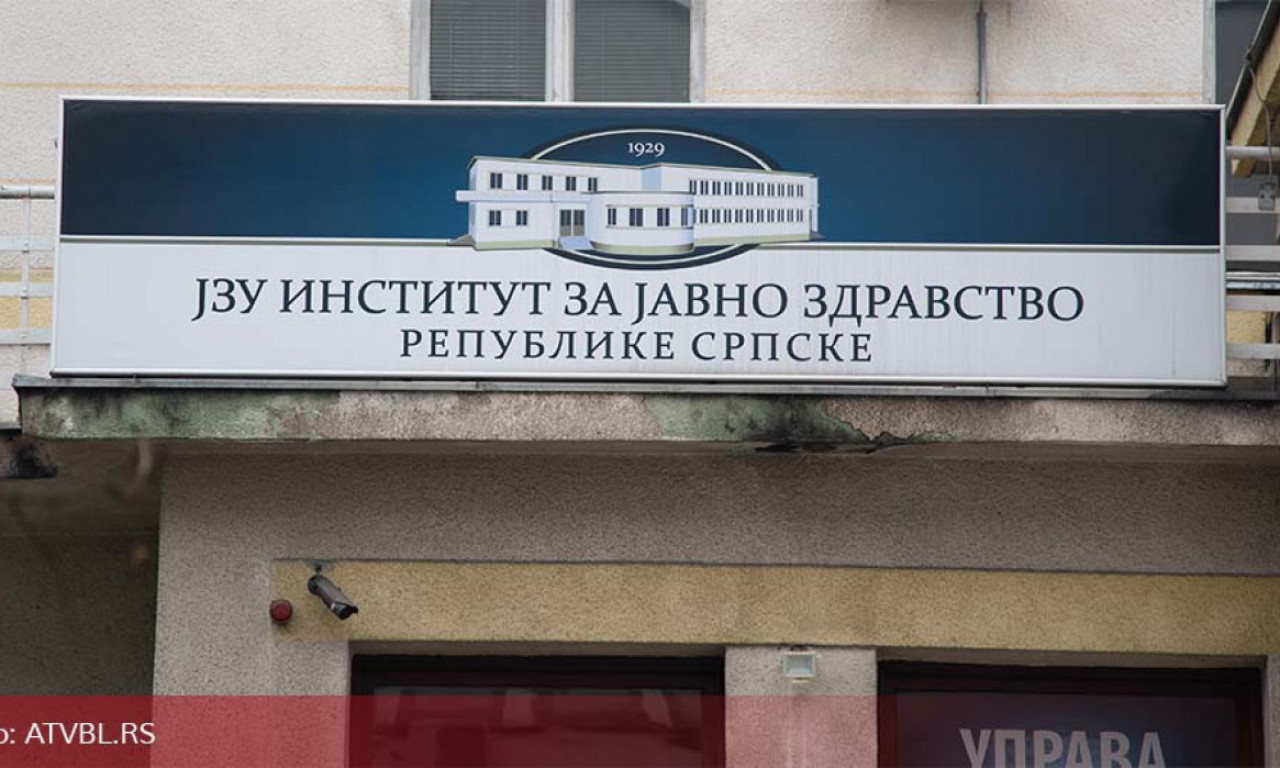 1929
ЈЗУ ИНСТИТУТ ЗА ЈАВНО ЗДРАВСТВО
РЕПУБЛИКЕ СРПСКЕ
УПРАВА
ATVBL.RS